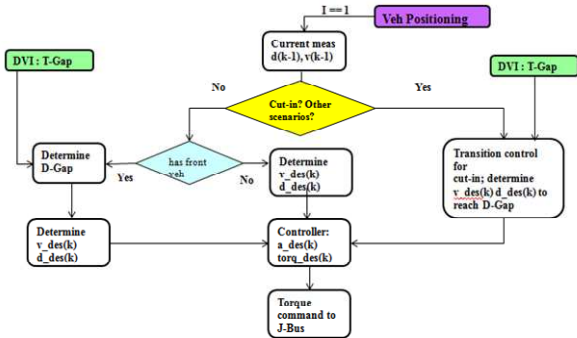 I == 1
Veh Positioning
Current meas
d(k-1), v(k-1)
DVI : T-Gap
DVI : T-Gap
No
Cut-in? Other
scenarios?
Yes
Determine
D-Gap
Yes
has front
veh
No
Determine
v_des(k)
d_des(k)
Transition control
for
cut-in; determine
v_des(k) d_des(k) to
reach D-Gap
Determine
v_des(k)
d_des(k)
Controller:
a_des(k)
torq_des(k)
Torque
command to
J-Bus